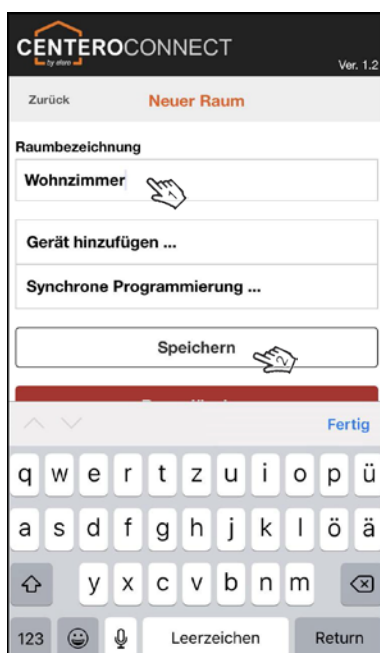 CENTEROCONNECT
by elero
Ver. 1.2
Zurück
Neuer Raum
Raumbezeichnung
Wohnzimmer
1
Gerät hinzufügen ...
Synchrone Programmierung ...
Speichern
2
Fertig
q w e r t z u i o p ü
a s d f g h j k l ö ä
y x c v b n m
123 Leerzeichen Return